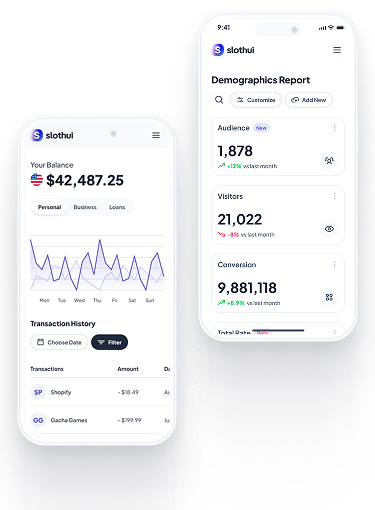 9:41
slothui
Demographics Report
Customize
Add New
Audience New
1,878
+12% vs last month
Visitors
21,022
-8% vs last month
Conversion
9,881,118
+8.9% vs last month
Total Rate
slothui
Your Balance
$42,487.25
Personal Business Loans
Mon Tue Wed Thu Fri Sat Sun
Transaction History
Choose Date Filter
Transactions Amount Da
SP Shopify -$18.49 Au
GG Gacha Games -$199.99 Ju